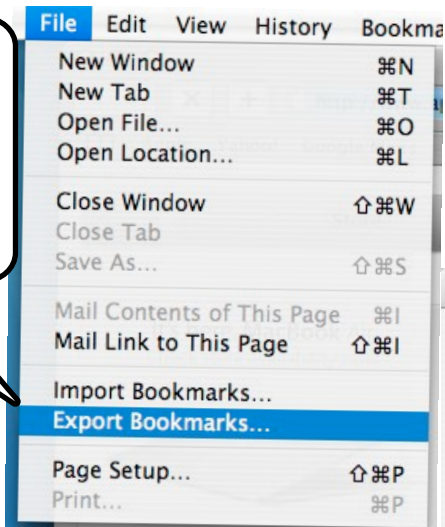 File Edit View History Bookma
New Window ⌘N
New Tab ⌘T
Open File... ⌘O
Open Location... ⌘L
Close Window ⇧⌘W
Close Tab
Save As... ⇧⌘S
Mail Contents of This Page ⌘I
Mail Link to This Page ⇧⌘I
Import Bookmarks...
Export Bookmarks...
Page Setup... ⇧⌘P
Print... ⌘P